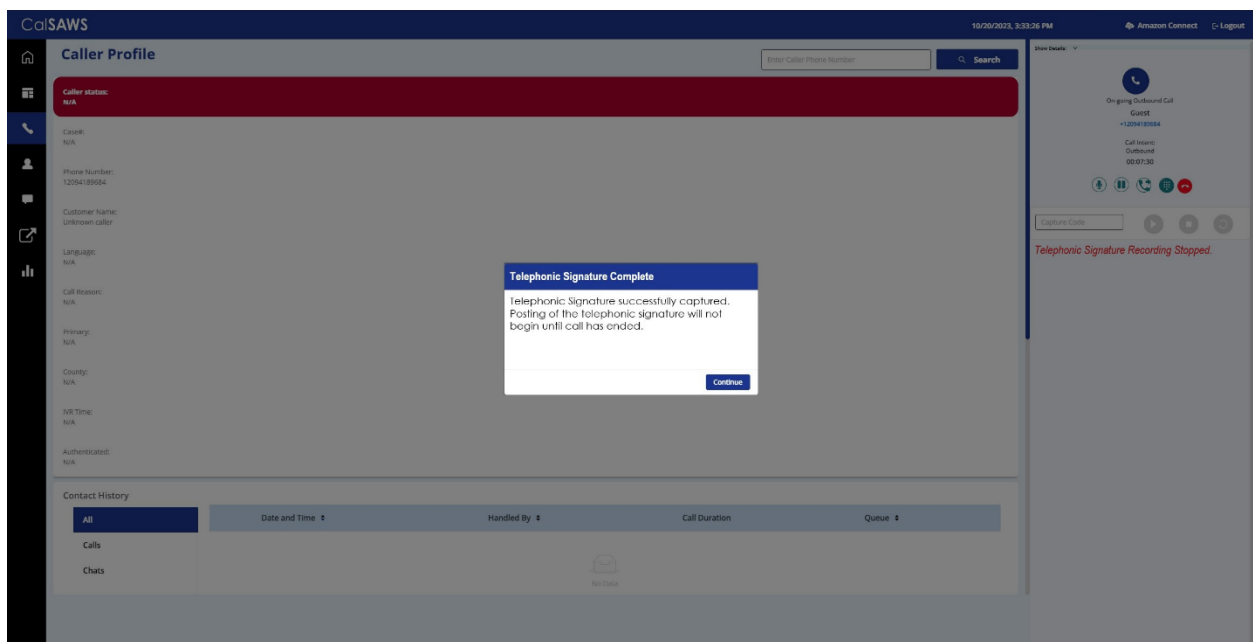 CalSAWS
10/20/2023, 3:33:26 PM
Amazon Connect
Logout
Caller Profile
Enter Caller Phone Number
Search
Show Details:
Caller status:
N/A
Case#:
N/A
Phone Number:
12094189684
Customer Name:
Unknown caller
Language:
N/A
Call Reason:
N/A
Primary:
N/A
County:
N/A
IVR Time:
N/A
Authenticated:
N/A
On-going Outbound Call
Guest
+12094189684
Call Intent:
Outbound
00:07:30
Capture Code
Telephonic Signature Recording Stopped.
Telephonic Signature Complete
Telephonic Signature successfully captured.
Posting of the telephonic signature will not
begin until call has ended.
Continue
Contact History
All
Calls
Chats
Date and Time
Handled By
Call Duration
Queue
No Data